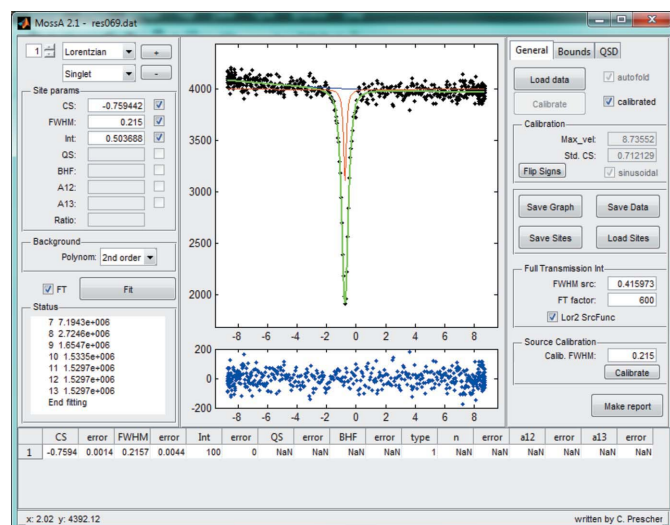 MossA 2.1 - res069.dat
1 Lorentzian +
Singlet -
Site params
CS: -0.759442
FWHM: 0.215
Int: 0.503688
QS:
BHF:
A12:
A13:
Ratio:
Background
Polynom: 2nd order
FT Fit
Status
7 7.1943e+006
8 2.7246e+006
9 1.6547e+006
10 1.5335e+006
11 1.5297e+006
12 1.5297e+006
13 1.5297e+006
End fitting
4000
3500
3000
2500
2000
-8 -6 -4 -2 0 2 4 6 8
200
0
-200
-8 -6 -4 -2 0 2 4 6 8
General Bounds QSD
Load data autofold
Calibrate calibrated
Calibration
Max_vel: 8.73552
Std. CS: 0.712129
Flip Signs sinusoidal
Save Graph Save Data
Save Sites Load Sites
Full Transmission Int
FWHM src: 0.415973
FT factor: 600
Lor2 SrcFunc
Source Calibration
Calib. FWHM: 0.215
Calibrate
Make report
CS error FWHM error Int error QS error BHF error type n error a12 error a13 error
1 -0.7594 0.0014 0.2157 0.0044 100 0 NaN NaN NaN NaN 1 NaN NaN NaN NaN NaN NaN
x: 2.02 y: 4392.12 written by C. Prescher